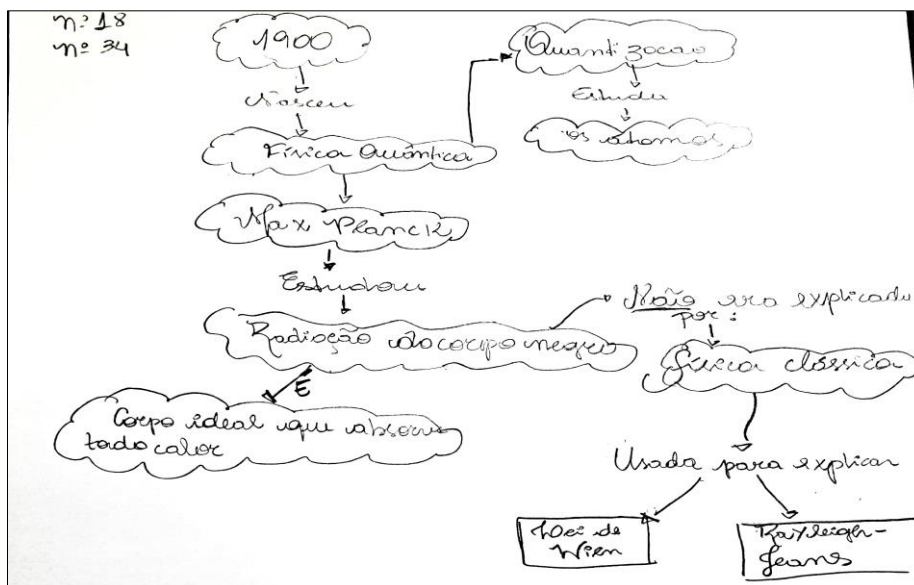 nº 18
nº 34
1900
Nasceu
Física Quântica
Quantização
Estuda
os átomos
Max Planck
Estudou
Radiação do corpo negro
É
Corpo ideal que absorve
todo calor
Não era explicado
por:
física clássica
Usada para explicar
Lei de
Wien
Rayleigh-
Jeans